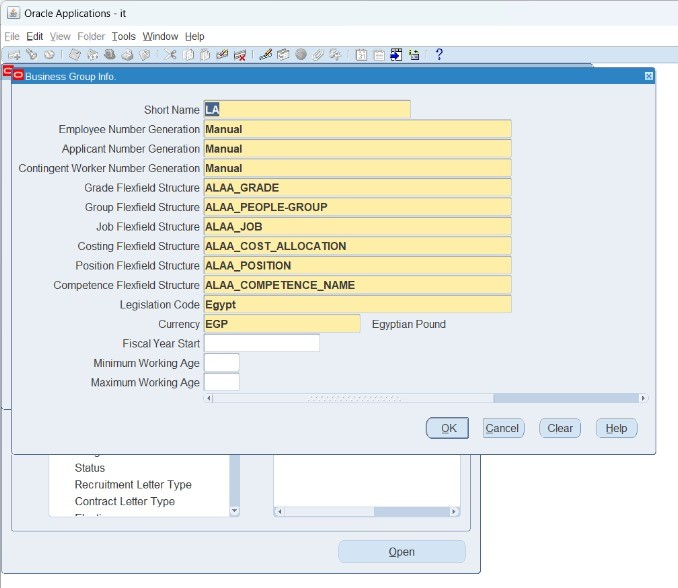 Oracle Applications - it
File Edit View Folder Tools Window Help
Business Group Info.
Short Name LA
Employee Number Generation Manual
Applicant Number Generation Manual
Contingent Worker Number Generation Manual
Grade Flexfield Structure ALAA_GRADE
Group Flexfield Structure ALAA_PEOPLE-GROUP
Job Flexfield Structure ALAA_JOB
Costing Flexfield Structure ALAA_COST_ALLOCATION
Position Flexfield Structure ALAA_POSITION
Competence Flexfield Structure ALAA_COMPETENCE_NAME
Legislation Code Egypt
Currency EGP Egyptian Pound
Fiscal Year Start
Minimum Working Age
Maximum Working Age
OK Cancel Clear Help
Status
Recruitment Letter Type
Contract Letter Type
Open